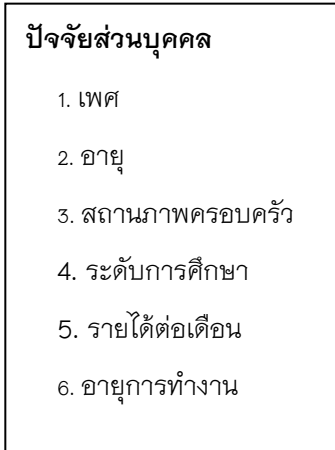 ปัจจัยส่วนบุคคล
1. เพศ
2. อายุ
3. สถานภาพครอบครัว
4. ระดับการศึกษา
5. รายได้ต่อเดือน
6. อายุการทำงาน